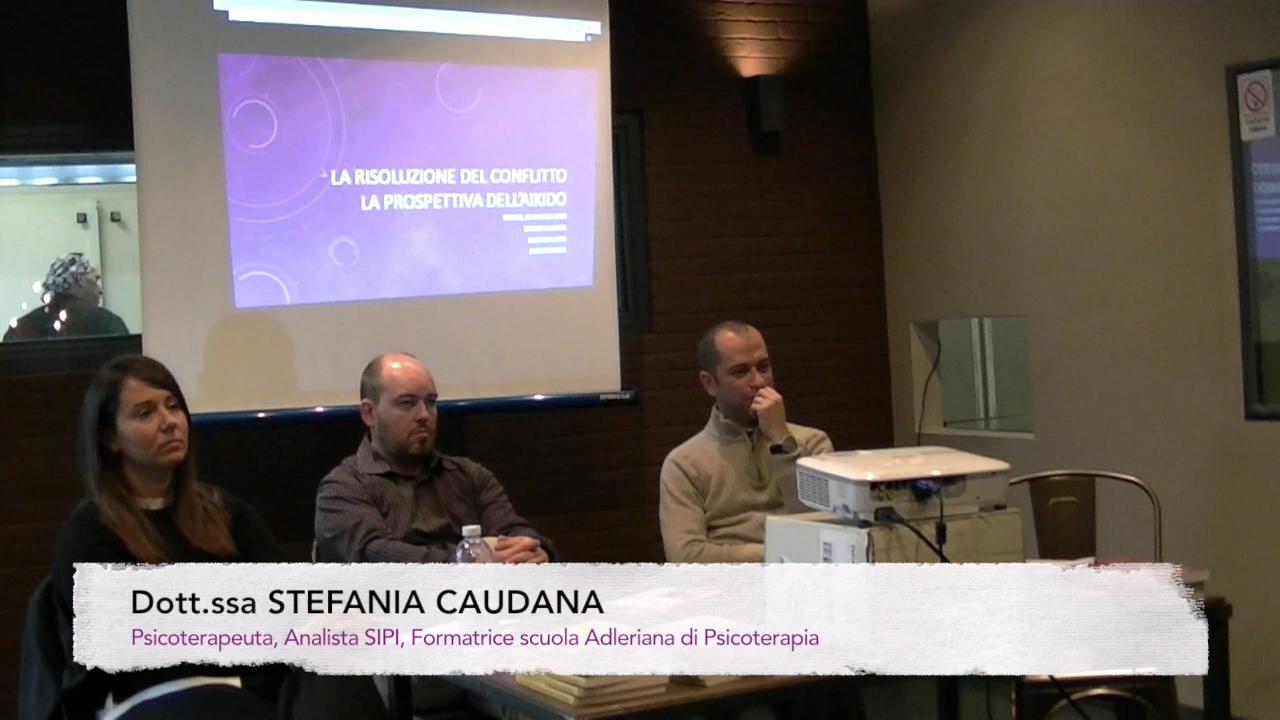 LA RISOLUZIONE DEL CONFLITTO
LA PROSPETTIVA DELL'AIKIDO
Dott.ssa STEFANIA CAUDANA
Psicoterapeuta, Analista SIPI, Formatrice scuola Adleriana di Psicoterapia